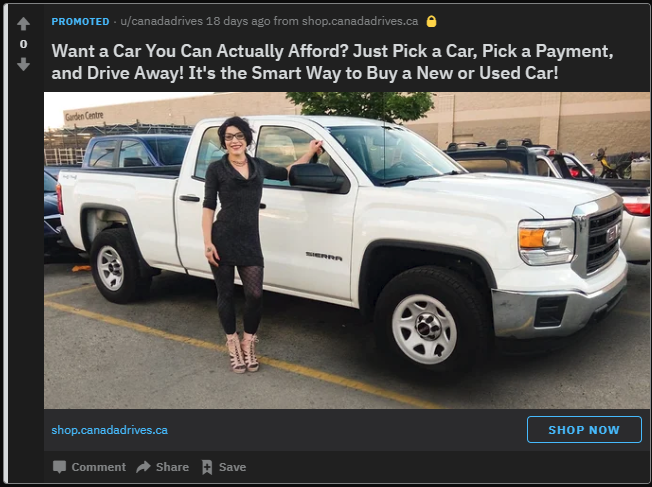 PROMOTED · u/canadadrives 18 days ago from shop.canadadrives.ca
0
Want a Car You Can Actually Afford? Just Pick a Car, Pick a Payment,
and Drive Away! It's the Smart Way to Buy a New or Used Car!
Garden Centre
SIERRA
GMC
shop.canadadrives.ca
SHOP NOW
Comment Share Save